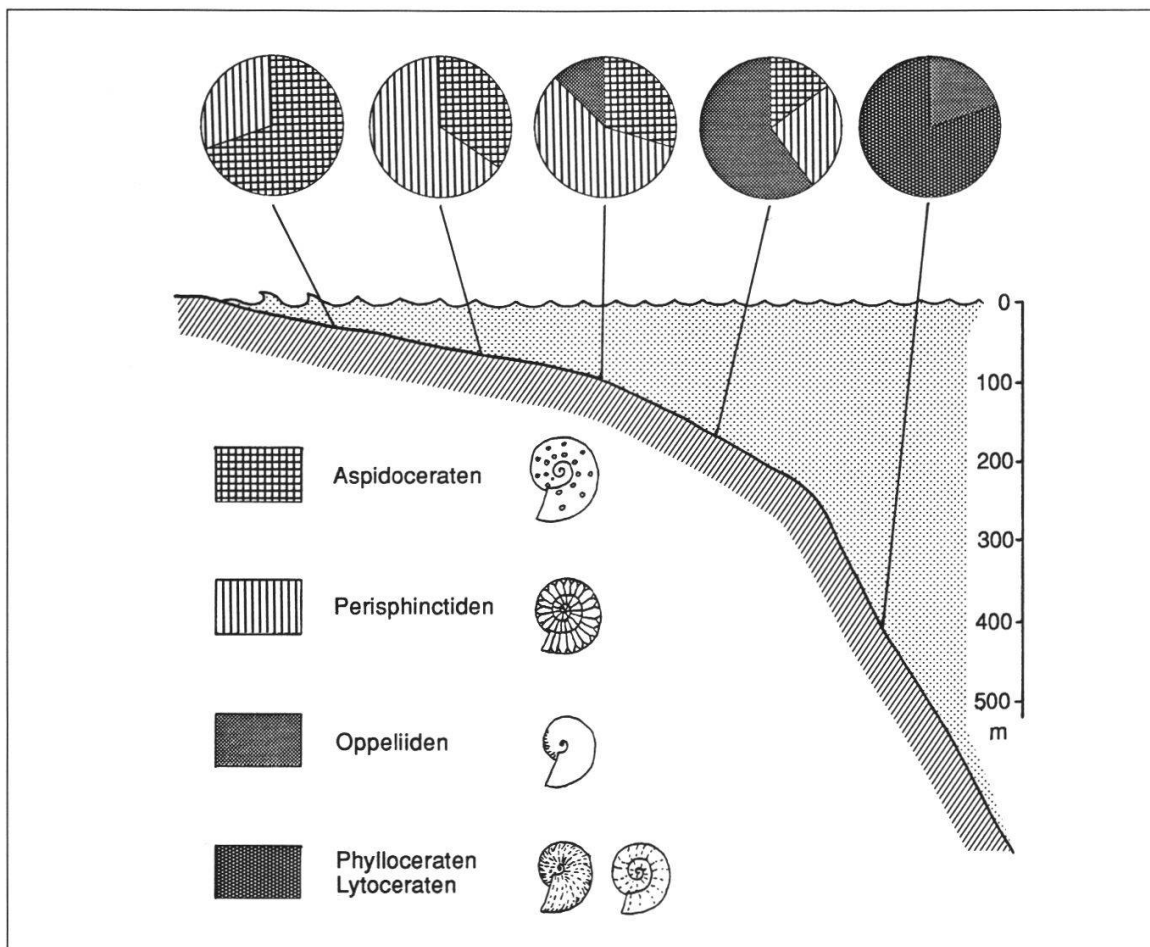 0
100
200
300
400
500
m
Aspidoceraten
Perisphinctiden
Oppeliiden
Phylloceraten
Lytoceraten